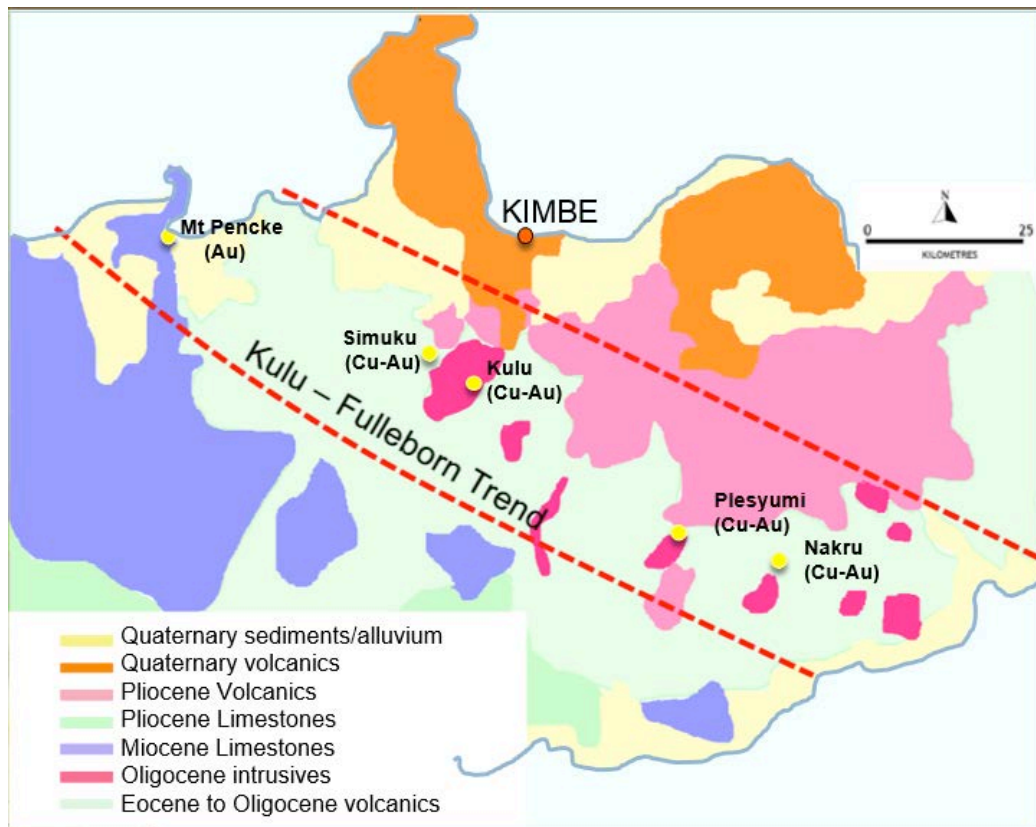 KIMBE
N
0
25
KILOMETRES
Mt Pencke
(Au)
Simuku
(Cu-Au)
Kulu
(Cu-Au)
Kulu – Fulleborn Trend
Plesyumi
(Cu-Au)
Nakru
(Cu-Au)
Quaternary sediments/alluvium
Quaternary volcanics
Pliocene Volcanics
Pliocene Limestones
Miocene Limestones
Oligocene intrusives
Eocene to Oligocene volcanics